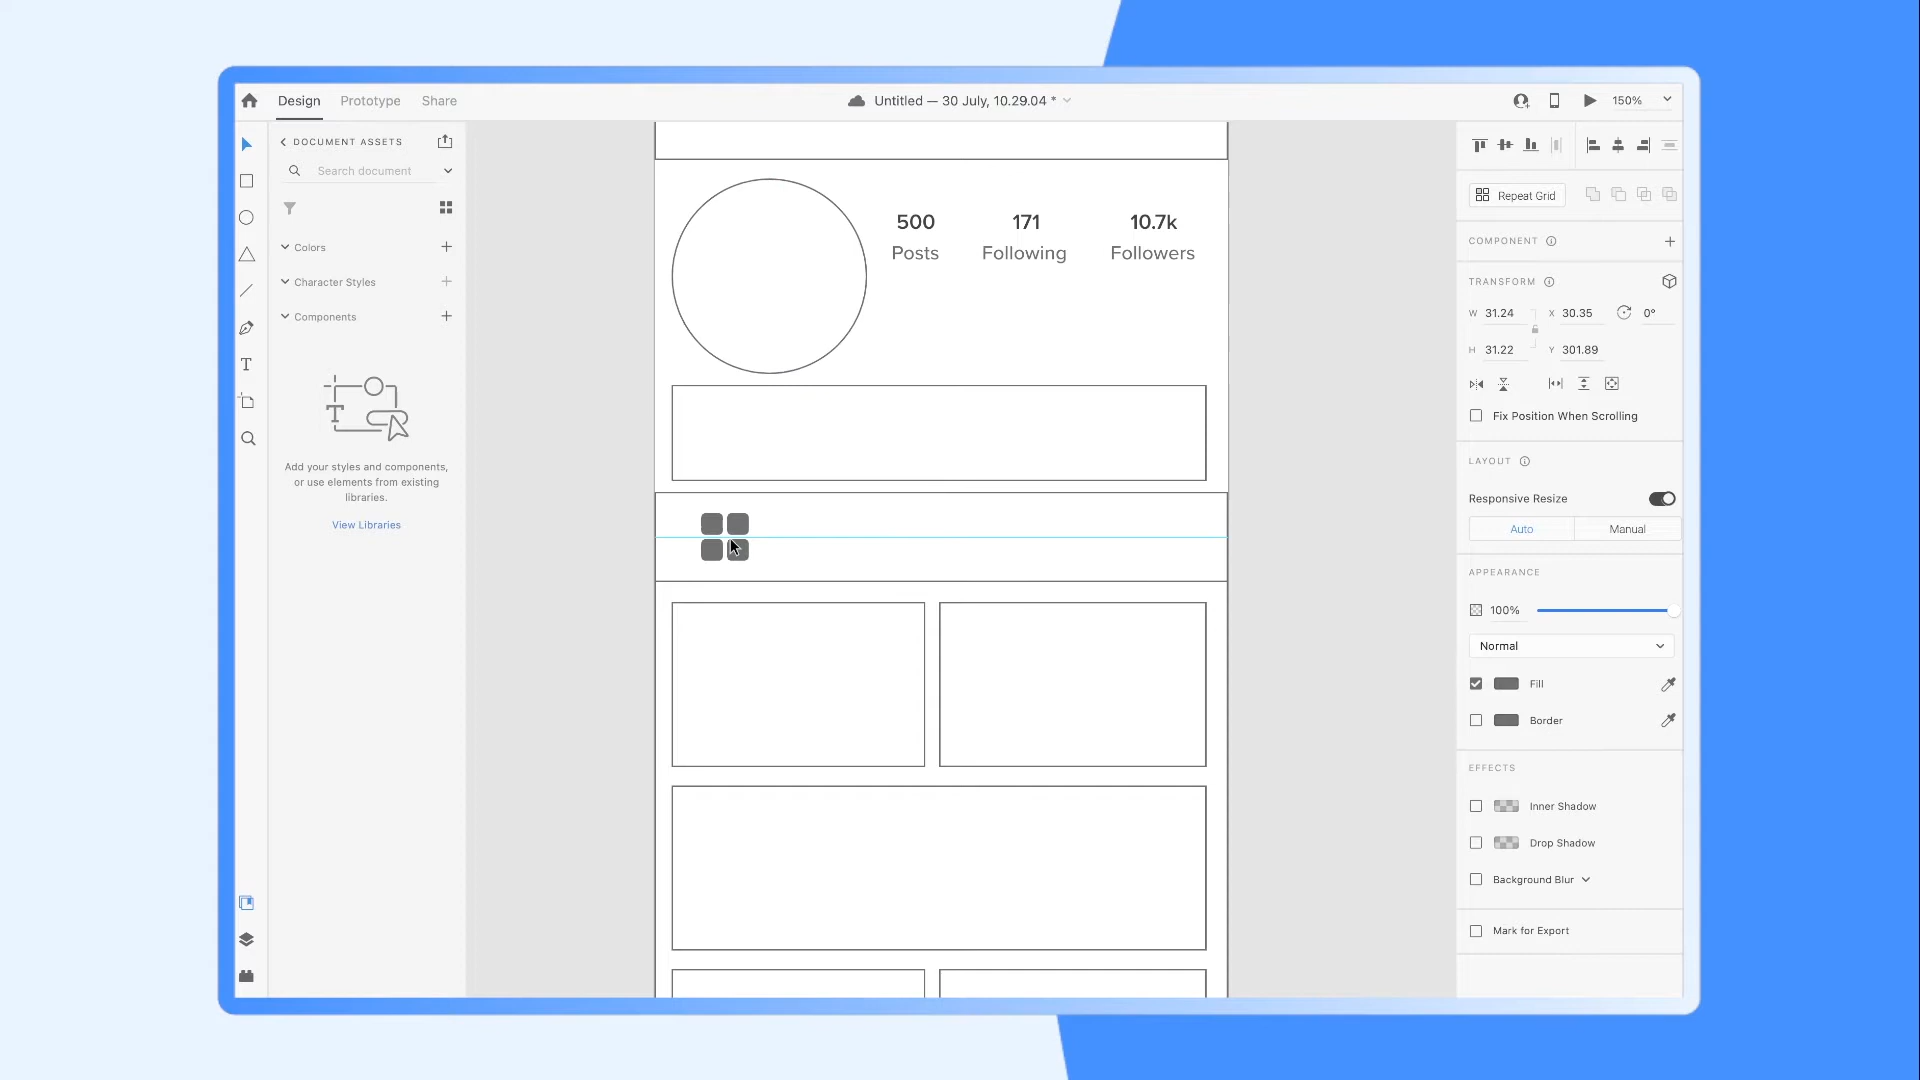 Design Prototype Share
Untitled — 30 July, 10.29.04 *
150%
DOCUMENT ASSETS
Search document
Colors
Character Styles
Components
T
Add your styles and components,
or use elements from existing
libraries.
View Libraries
500 171 10.7k
Posts Following Followers
Repeat Grid
COMPONENT
TRANSFORM
W 31.24 X 30.35 0°
H 31.22 Y 301.89
Fix Position When Scrolling
LAYOUT
Responsive Resize
Auto Manual
APPEARANCE
100%
Normal
Fill
Border
EFFECTS
Inner Shadow
Drop Shadow
Background Blur
Mark for Export